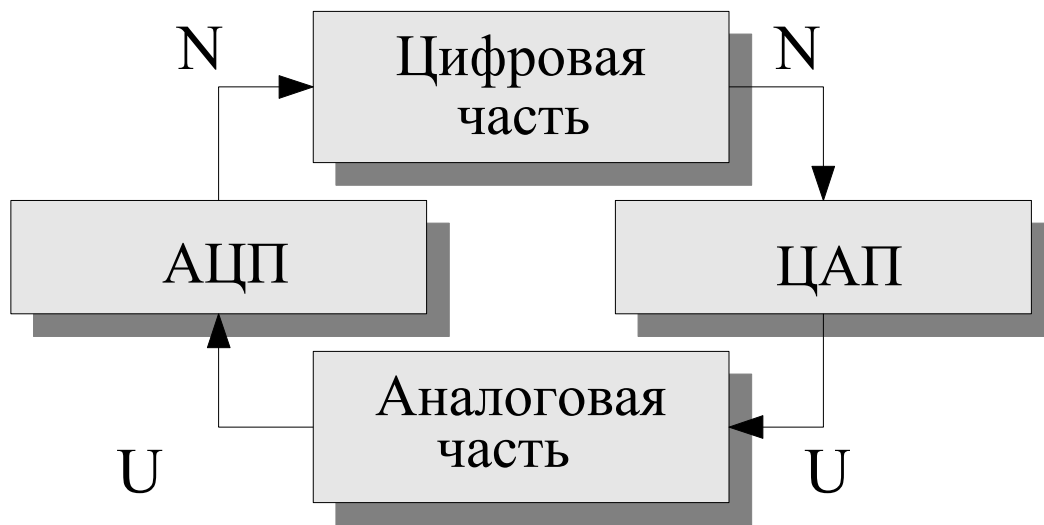 N
Цифровая
часть
N
АЦП
ЦАП
Аналоговая
часть
U
U